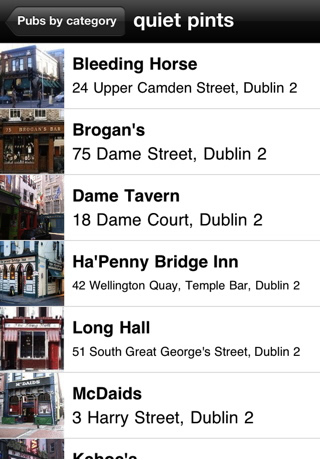 Pubs by category
quiet pints
Bleeding Horse
24 Upper Camden Street, Dublin 2
Brogan's
75 Dame Street, Dublin 2
Dame Tavern
18 Dame Court, Dublin 2
Ha'Penny Bridge Inn
42 Wellington Quay, Temple Bar, Dublin 2
Long Hall
51 South Great George's Street, Dublin 2
McDaids
3 Harry Street, Dublin 2